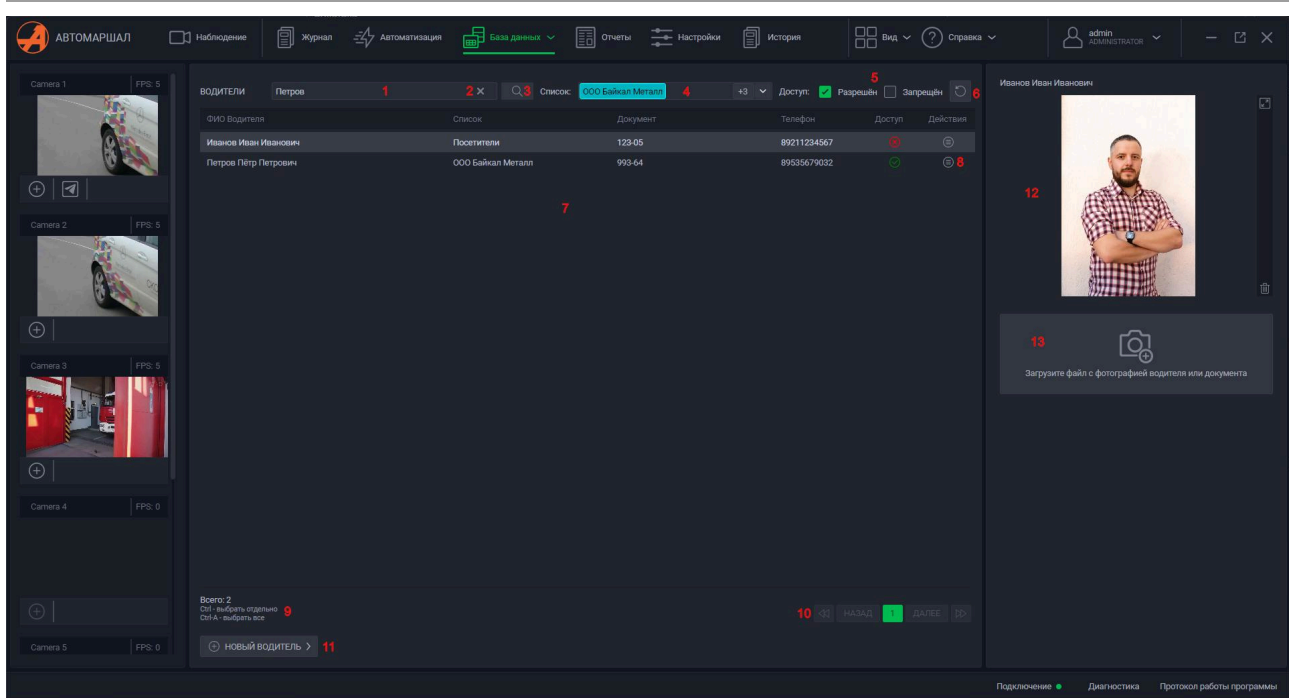 АВТОМАРШАЛ Наблюдение Журнал Автоматизация База данных Отчеты Настройки История Вид Справка admin
ADMINISTRATOR
Camera 1 FPS: 5
ВОДИТЕЛИ Петров 1 2 3 Список: ООО Байкал Металл 4 +3 Доступ: Разрешён 5 Запрещён 6
ФИО Водителя Список Документ Телефон Доступ Действия
Иванов Иван Иванович Посетители 123-05 89211234567
Петров Пётр Петрович ООО Байкал Металл 993-64 89535679032 8
7
Иванов Иван Иванович
12
13
Загрузите файл с фотографией водителя или документа
Camera 2 FPS: 5
Camera 3 FPS: 5
Camera 4 FPS: 0
Camera 5 FPS: 0
Всего: 2
Ctrl - выбрать отдельно 9
Ctrl-A - выбрать все
10 НАЗАД 1 ДАЛЕЕ
НОВЫЙ ВОДИТЕЛЬ 11
Подключение Диагностика Протокол работы программы